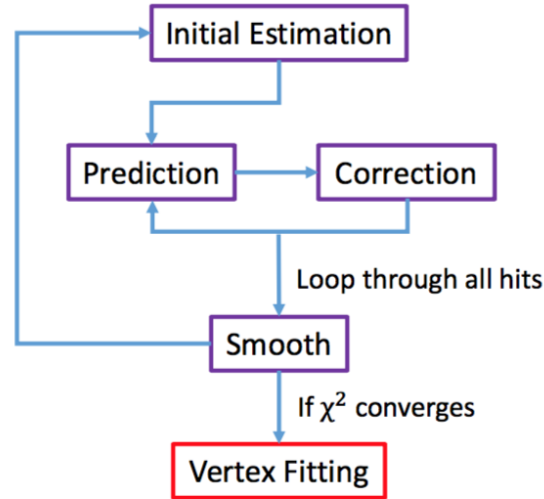 Initial Estimation
Prediction
Correction
Loop through all hits
Smooth
If χ² converges
Vertex Fitting